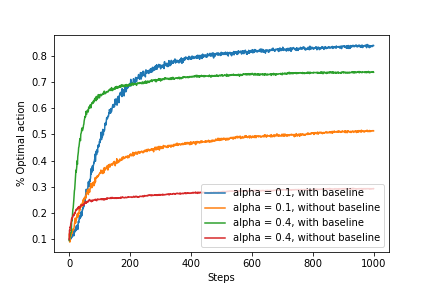 0.8
0.7
0.6
0.5
0.4
0.3
0.2
0.1
% Optimal action
alpha = 0.1, with baseline
alpha = 0.1, without baseline
alpha = 0.4, with baseline
alpha = 0.4, without baseline
0 200 400 600 800 1000
Steps